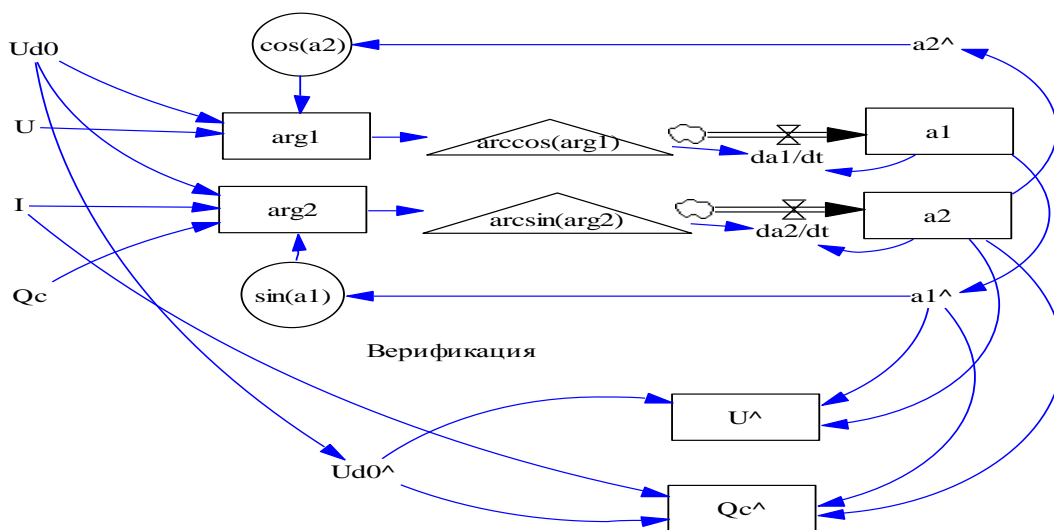 Ud0
cos(a2)
a2^
U
arg1
arccos(arg1)
da1/dt
a1
I
arg2
arcsin(arg2)
da2/dt
a2
Qc
sin(a1)
a1^
Верификация
U^
Ud0^
Qc^